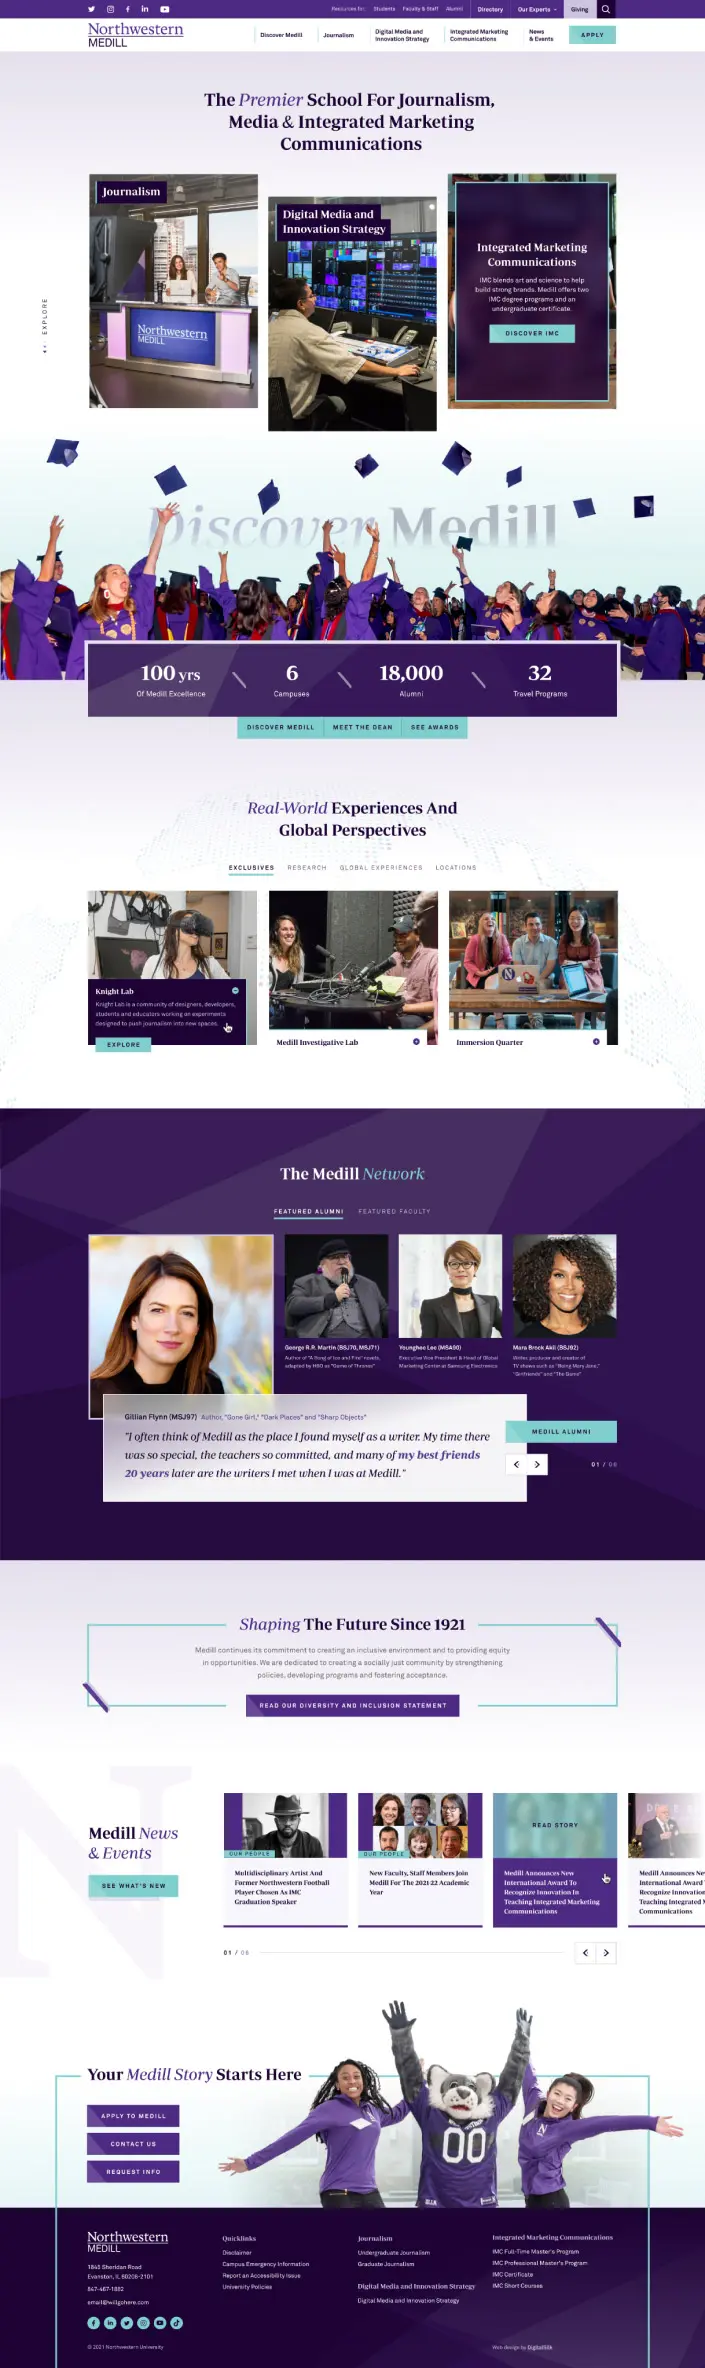 Resources for: Students Faculty & Staff Alumni Directory Our Experts Giving
Northwestern
MEDILL
Discover Medill
Journalism
Digital Media and
Innovation Strategy
Integrated Marketing
Communications
News
& Events
APPLY
The Premier School For Journalism,
Media & Integrated Marketing
Communications
EXPLORE
Journalism
Northwestern
MEDILL
Digital Media and
Innovation Strategy
Integrated Marketing
Communications
IMC blends art and science to help
build strong brands. Medill offers two
IMC degree programs and an
undergraduate certificate.
DISCOVER IMC
Discover Medill
100 yrs
Of Medill Excellence
6
Campuses
18,000
Alumni
32
Travel Programs
DISCOVER MEDILL
MEET THE DEAN
SEE AWARDS
Real-World Experiences And
Global Perspectives
EXCLUSIVES RESEARCH GLOBAL EXPERIENCES LOCATIONS
Knight Lab
Knight Lab is a community of designers, developers,
students and educators working on experiments
designed to push journalism into new spaces.
EXPLORE
Medill Investigative Lab
Immersion Quarter
The Medill Network
FEATURED ALUMNI FEATURED FACULTY
George R.R. Martin (BSJ70, MSJ71)
Author of "A Song of Ice and Fire" novels,
adapted by HBO as "Game of Thrones"
Younghee Lee (MSA90)
Executive Vice President & Head of Global
Marketing Center at Samsung Electronics
Mara Brock Akil (BSJ92)
Writer, producer and creator of
TV shows such as "Being Mary Jane,"
"Girlfriends" and "The Game"
Gillian Flynn (MSJ97) Author, "Gone Girl," "Dark Places" and "Sharp Objects"
"I often think of Medill as the place I found myself as a writer. My time there
was so special, the teachers so committed, and many of my best friends
20 years later are the writers I met when I was at Medill."
MEDILL ALUMNI
01 / 06
Shaping The Future Since 1921
Medill continues its commitment to creating an inclusive environment and to providing equity
in opportunities. We are dedicated to creating a socially just community by strengthening
policies, developing programs and fostering acceptance.
READ OUR DIVERSITY AND INCLUSION STATEMENT
N
Medill News
& Events
SEE WHAT'S NEW
OUR PEOPLE
Multidisciplinary Artist And
Former Northwestern Football
Player Chosen As IMC
Graduation Speaker
OUR PEOPLE
New Faculty, Staff Members Join
Medill For The 2021-22 Academic
Year
READ STORY
Medill Announces New
International Award To
Recognize Innovation In
Teaching Integrated Marketing
Communications
Medill Announces Ne
International Award
Recognize Innovation
Teaching Integrated M
Communications
01 / 06
Your Medill Story Starts Here
APPLY TO MEDILL
CONTACT US
REQUEST INFO
00
Northwestern
MEDILL
1845 Sheridan Road
Evanston, IL 60208-2101
847-467-1882
email@willgohere.com
© 2021 Northwestern University
Quicklinks
Disclaimer
Campus Emergency Information
Report an Accessibility Issue
University Policies
Journalism
Undergraduate Journalism
Graduate Journalism
Digital Media and Innovation Strategy
Digital Media and Innovation Strategy
Integrated Marketing Communications
IMC Full-Time Master's Program
IMC Professional Master's Program
IMC Certificate
IMC Short Courses
Web design by DigitalSilk